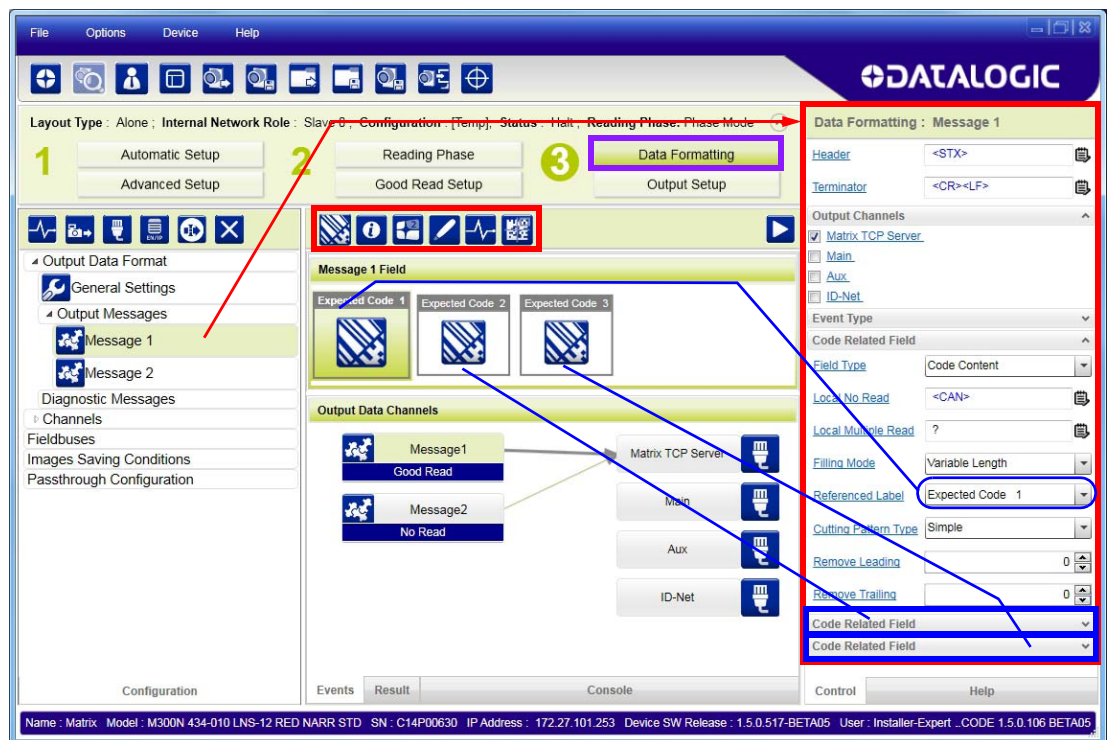 File Options Device Help
DATALOGIC
Layout Type : Alone ; Internal Network Role : Slave 0 ; Configuration : [Temp], Status : Halt ; Reading Phase: Phase Mode
1 Automatic Setup
Advanced Setup
2 Reading Phase
Good Read Setup
3 Data Formatting
Output Setup
EN/IP
Output Data Format
General Settings
Output Messages
Message 1
Message 2
Diagnostic Messages
Channels
Fieldbuses
Images Saving Conditions
Passthrough Configuration
Configuration
Message 1 Field
Expected Code 1 Expected Code 2 Expected Code 3
Output Data Channels
Message1
Good Read
Message2
No Read
Matrix TCP Server
Main
Aux
ID-Net
Events Result Console
Data Formatting : Message 1
Header <STX>
Terminator <CR><LF>
Output Channels
Matrix TCP Server
Main
Aux
ID-Net
Event Type
Code Related Field
Field Type Code Content
Local No Read <CAN>
Local Multiple Read ?
Filling Mode Variable Length
Referenced Label Expected Code 1
Cutting Pattern Type Simple
Remove Leading 0
Remove Trailing 0
Code Related Field
Code Related Field
Control Help
Name : Matrix Model : M300N 434-010 LNS-12 RED NARR STD SN : C14P00630 IP Address : 172.27.101.253 Device SW Release : 1.5.0.517-BETA05 User : Installer-Expert _CODE 1.5.0.106 BETA05